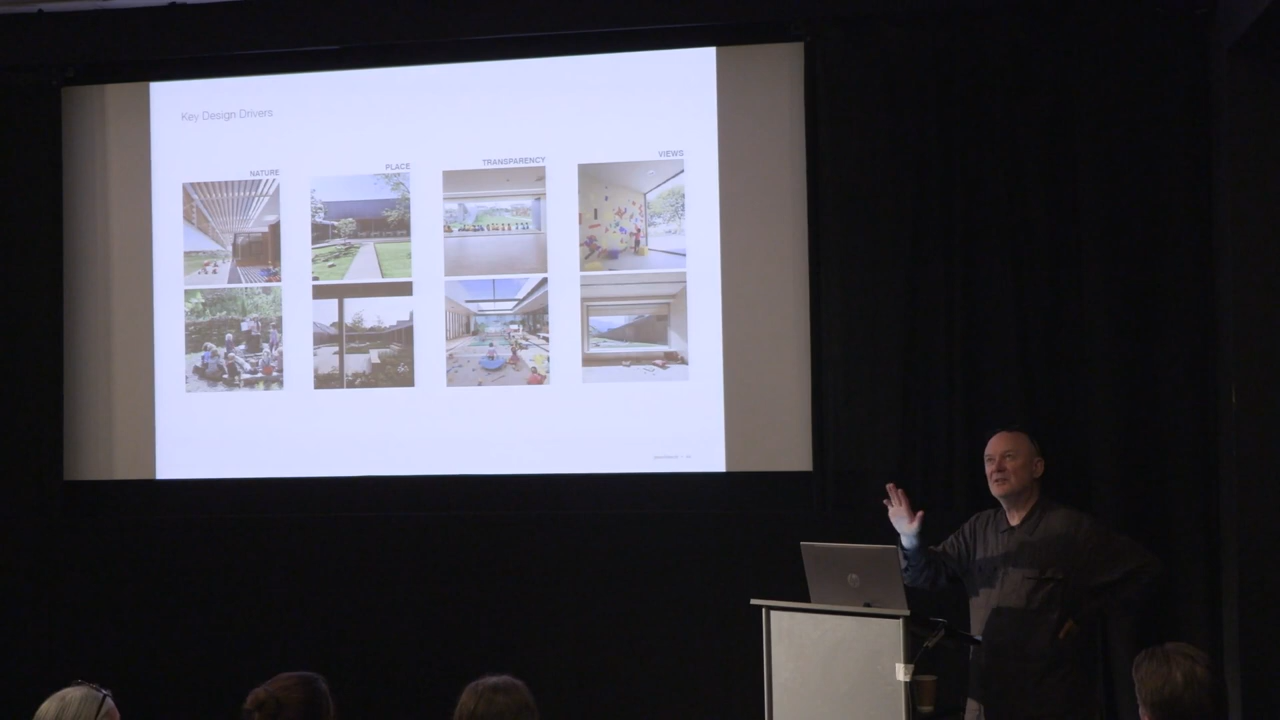 Key Design Drivers
NATURE
PLACE
TRANSPARENCY
VIEWS